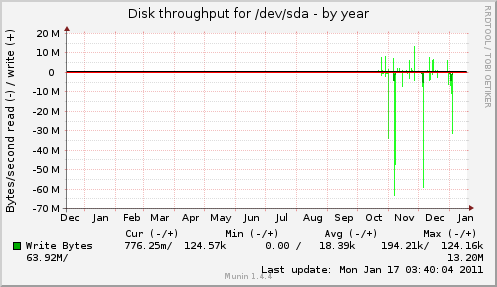 Disk throughput for /dev/sda - by year
RRDTOOL / TOBI OETIKER
Bytes/second read (-) / write (+)
20 M
10 M
0
-10 M
-20 M
-30 M
-40 M
-50 M
-60 M
-70 M
Dec Jan Feb Mar Apr May Jun Jul Aug Sep Oct Nov Dec Jan
Cur (-/+) Min (-/+) Avg (-/+) Max (-/+)
Write Bytes 776.25m/ 124.57k 0.00 / 18.39k 194.21k/ 124.16k
63.92M/ 13.20M
Last update: Mon Jan 17 03:40:04 2011
Munin 1.4.4